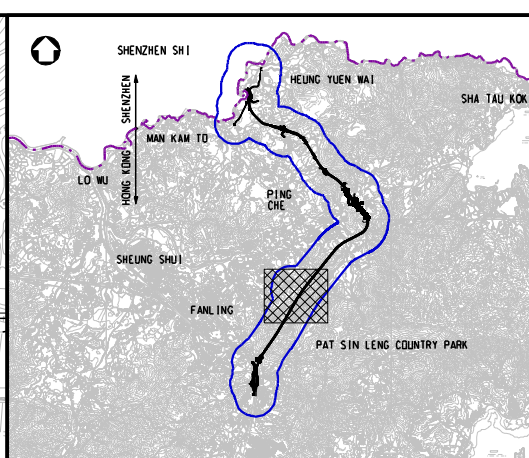 SHENZHEN SHI
HEUNG YUEN WAI
SHA TAU KOK
SHENZHEN
HONG KONG
MAN KAM TO
LO WU
PING
CHE
SHEUNG SHUI
FANLING
PAT SIN LENG COUNTRY PARK